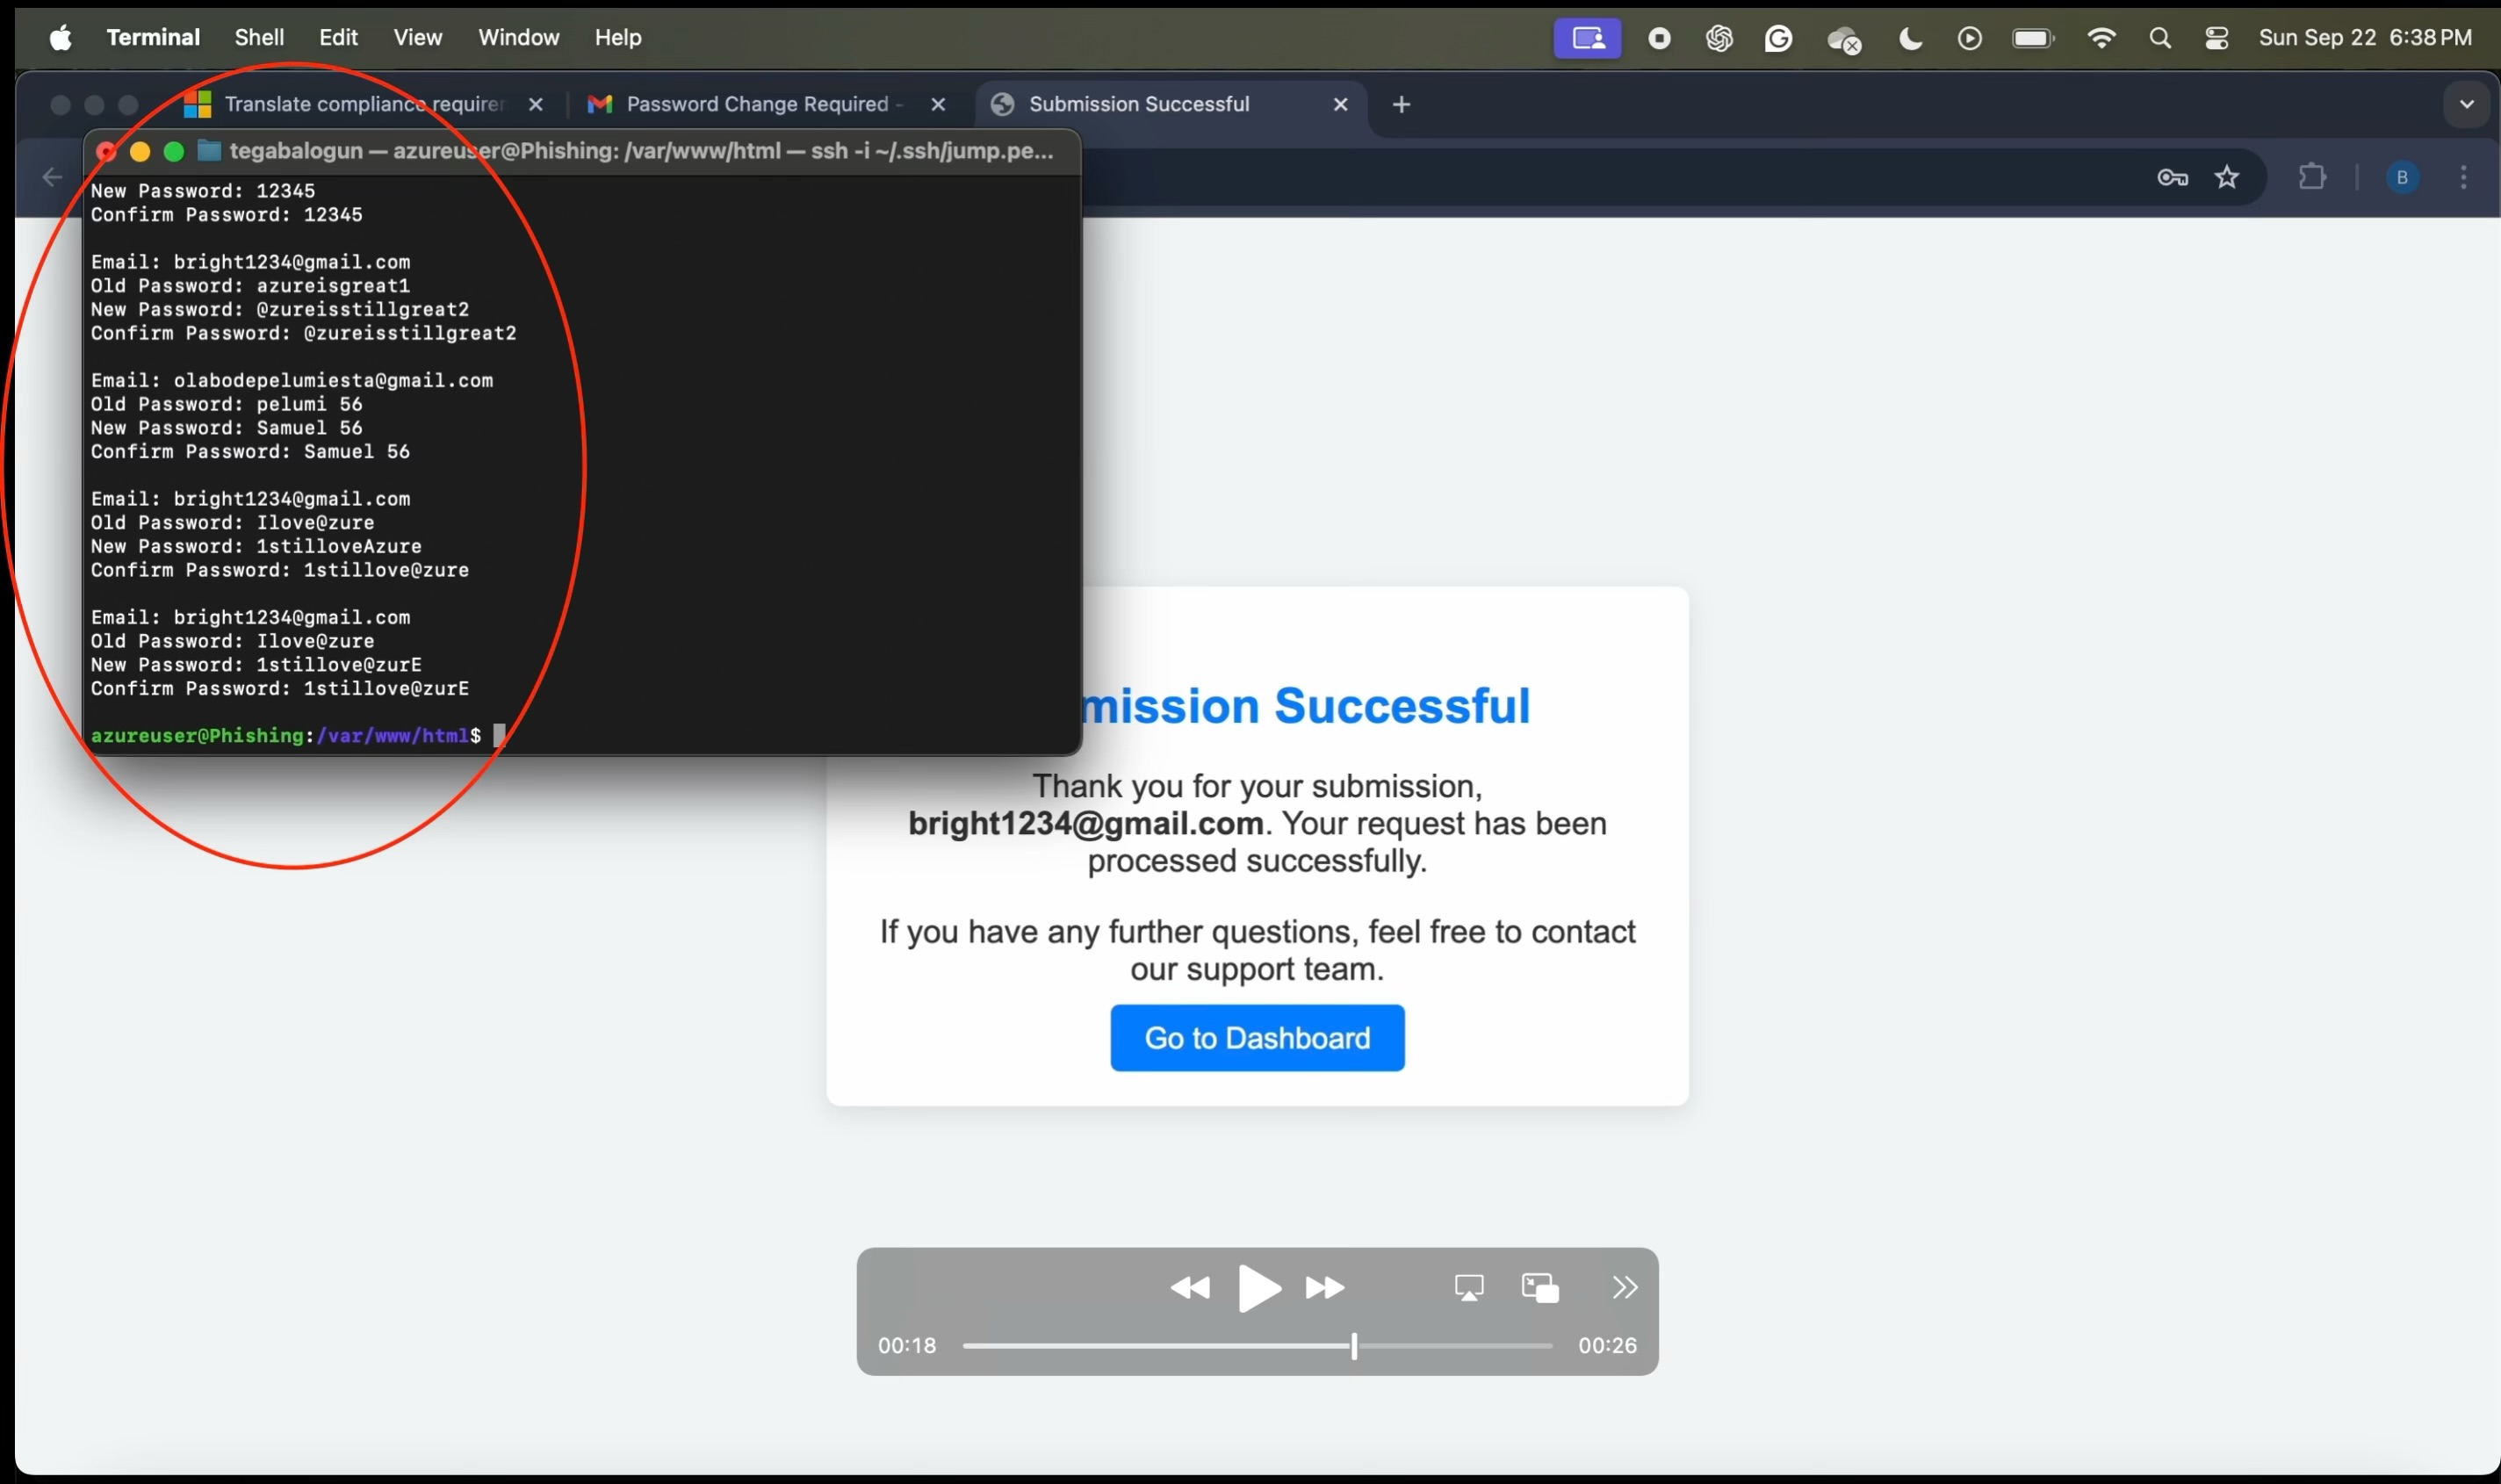 Terminal Shell Edit View Window Help
Sun Sep 22 6:38 PM
Translate compliance requirer
Password Change Required -
Submission Successful
tegabalogun — azureuser@Phishing: /var/www/html — ssh -i ~/.ssh/jump.pe...
B
New Password: 12345
Confirm Password: 12345
Email: bright1234@gmail.com
Old Password: azureisgreat1
New Password: @zureisstillgreat2
Confirm Password: @zureisstillgreat2
Email: olabodepelumiesta@gmail.com
Old Password: pelumi 56
New Password: Samuel 56
Confirm Password: Samuel 56
Email: bright1234@gmail.com
Old Password: Ilove@zure
New Password: 1stilloveAzure
Confirm Password: 1stillove@zure
Email: bright1234@gmail.com
Old Password: Ilove@zure
New Password: 1stillove@zurE
Confirm Password: 1stillove@zurE
azureuser@Phishing:/var/www/html$
mission Successful
Thank you for your submission,
bright1234@gmail.com. Your request has been
processed successfully.
If you have any further questions, feel free to contact
our support team.
Go to Dashboard
00:18
00:26